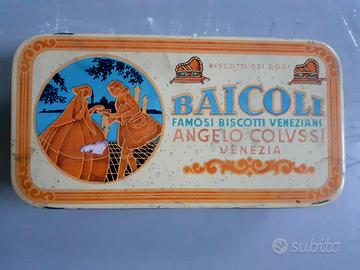 BISCOTTI DEI DOGI
BAICOLI
FAMOSI BISCOTTI VENEZIANI
ANGELO COLVSSI
VENEZIA
subito